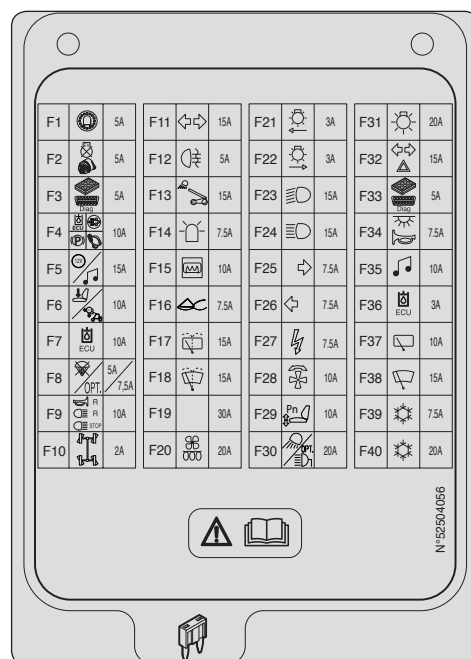 F1 5A F11 15A F21 3A F31 20A
F2 5A F12 5A F22 3A F32 15A
F3 Diag 5A F13 15A F23 15A F33 Diag 5A
F4 ECU P 10A F14 7.5A F24 15A F34 7.5A
F5 12V 15A F15 10A F25 7.5A F35 10A
F6 10A F16 7.5A F26 7.5A F36 ECU 3A
F7 ECU 10A F17 15A F27 7.5A F37 10A
F8 OPT. 5A / 7,5A F18 15A F28 10A F38 15A
F9 R R STOP 10A F19 30A F29 Pn 10A F39 7.5A
F10 2A F20 20A F30 OPT. 20A F40 20A
N°52504056